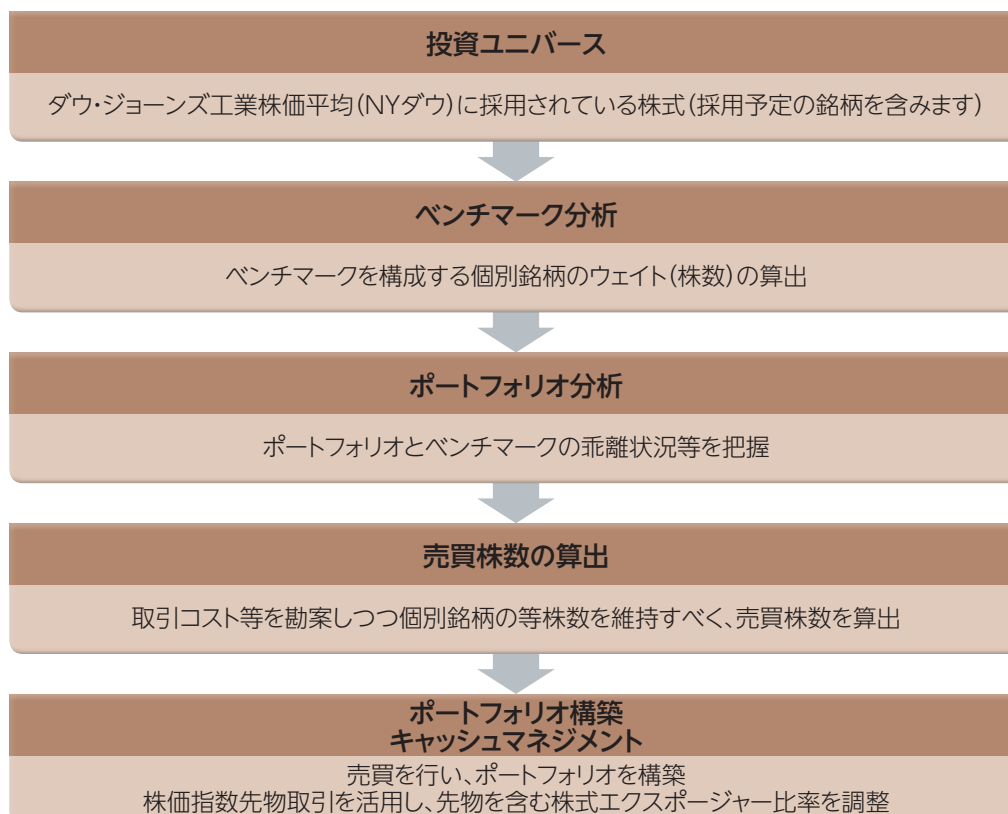 投資ユニバース
ダウ・ジョーンズ工業株価平均(NYダウ)に採用されている株式(採用予定の銘柄を含みます)
ベンチマーク分析
ベンチマークを構成する個別銘柄のウェイト(株数)の算出
ポートフォリオ分析
ポートフォリオとベンチマークの乖離状況等を把握
売買株数の算出
取引コスト等を勘案しつつ個別銘柄の等株数を維持すべく、売買株数を算出
ポートフォリオ構築
キャッシュマネジメント
売買を行い、ポートフォリオを構築
株価指数先物取引を活用し、先物を含む株式エクスポージャー比率を調整